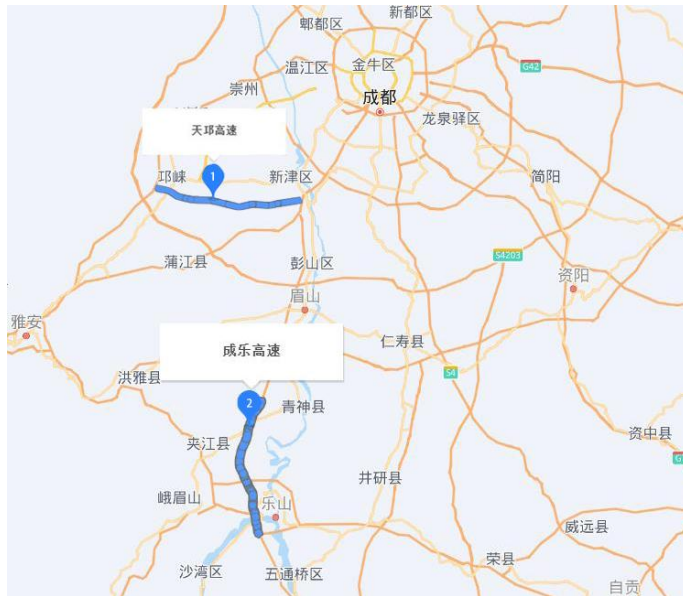 新都区
郫都区
金牛区
G42
温江区
崇州
成都
龙泉驿区
天邛高速
1
邛崃
新津区
简阳
S4203
蒲江县
彭山区
资阳
眉山
雅安
仁寿县
成乐高速
洪雅县
S4
2
青神县
夹江县
资中县
井研县
峨眉山
乐山
威远县
荣县
沙湾区
五通桥区
自贡